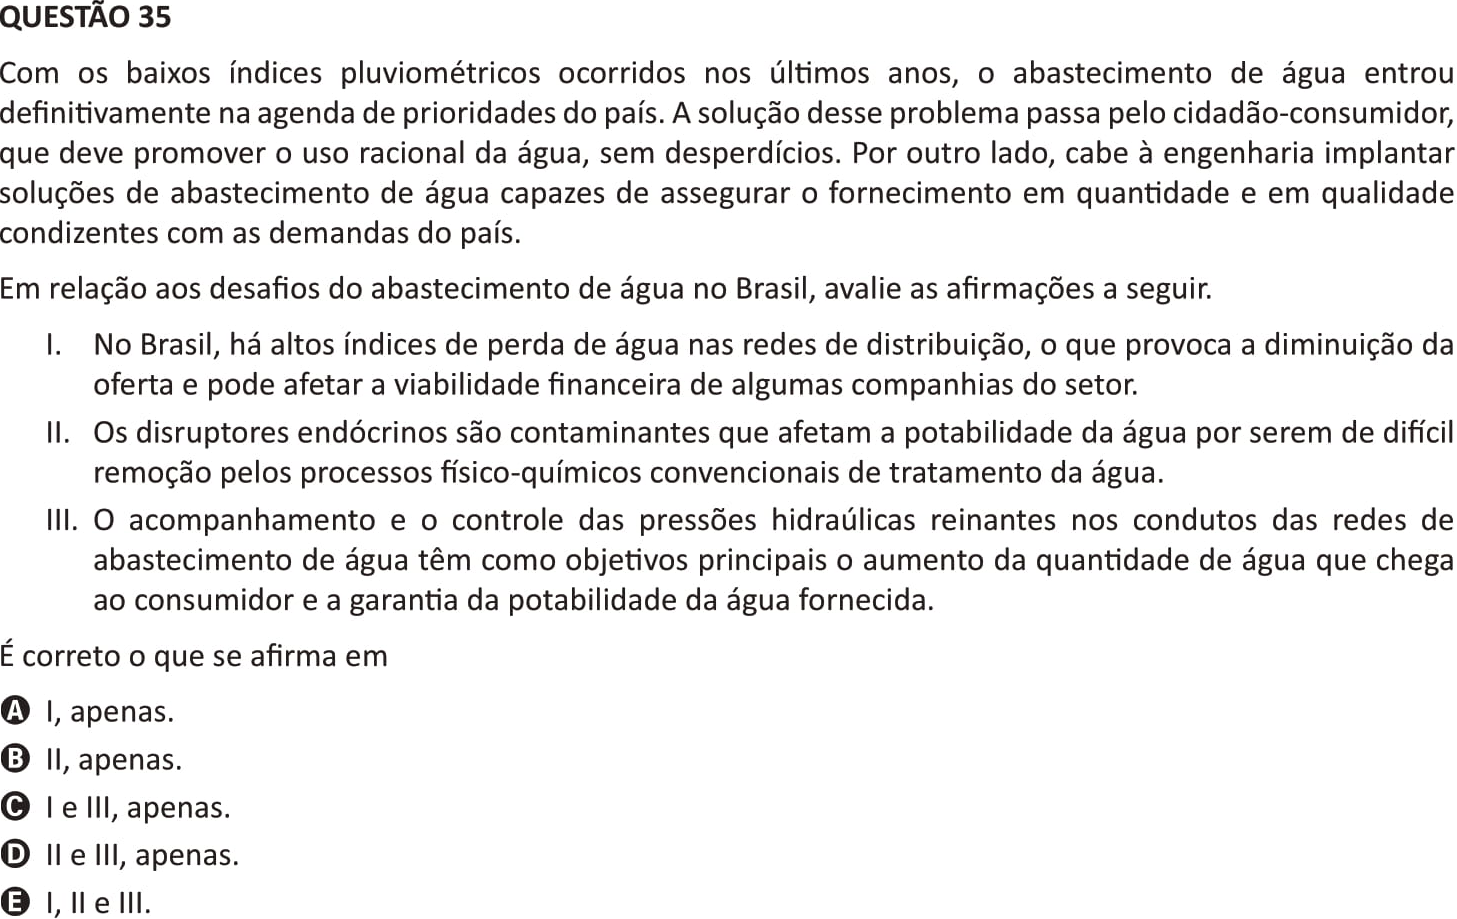 QUESTÃO 35
Com os baixos índices pluviométricos ocorridos nos últimos anos, o abastecimento de água entrou
definitivamente na agenda de prioridades do país. A solução desse problema passa pelo cidadão-consumidor,
que deve promover o uso racional da água, sem desperdícios. Por outro lado, cabe à engenharia implantar
soluções de abastecimento de água capazes de assegurar o fornecimento em quantidade e em qualidade
condizentes com as demandas do país.
Em relação aos desafios do abastecimento de água no Brasil, avalie as afirmações a seguir.
I. No Brasil, há altos índices de perda de água nas redes de distribuição, o que provoca a diminuição da
oferta e pode afetar a viabilidade financeira de algumas companhias do setor.
II. Os disruptores endócrinos são contaminantes que afetam a potabilidade da água por serem de difícil
remoção pelos processos físico-químicos convencionais de tratamento da água.
III. O acompanhamento e o controle das pressões hidraúlicas reinantes nos condutos das redes de
abastecimento de água têm como objetivos principais o aumento da quantidade de água que chega
ao consumidor e a garantia da potabilidade da água fornecida.
É correto o que se afirma em
A I, apenas.
B II, apenas.
C I e III, apenas.
D II e III, apenas.
E I, II e III.